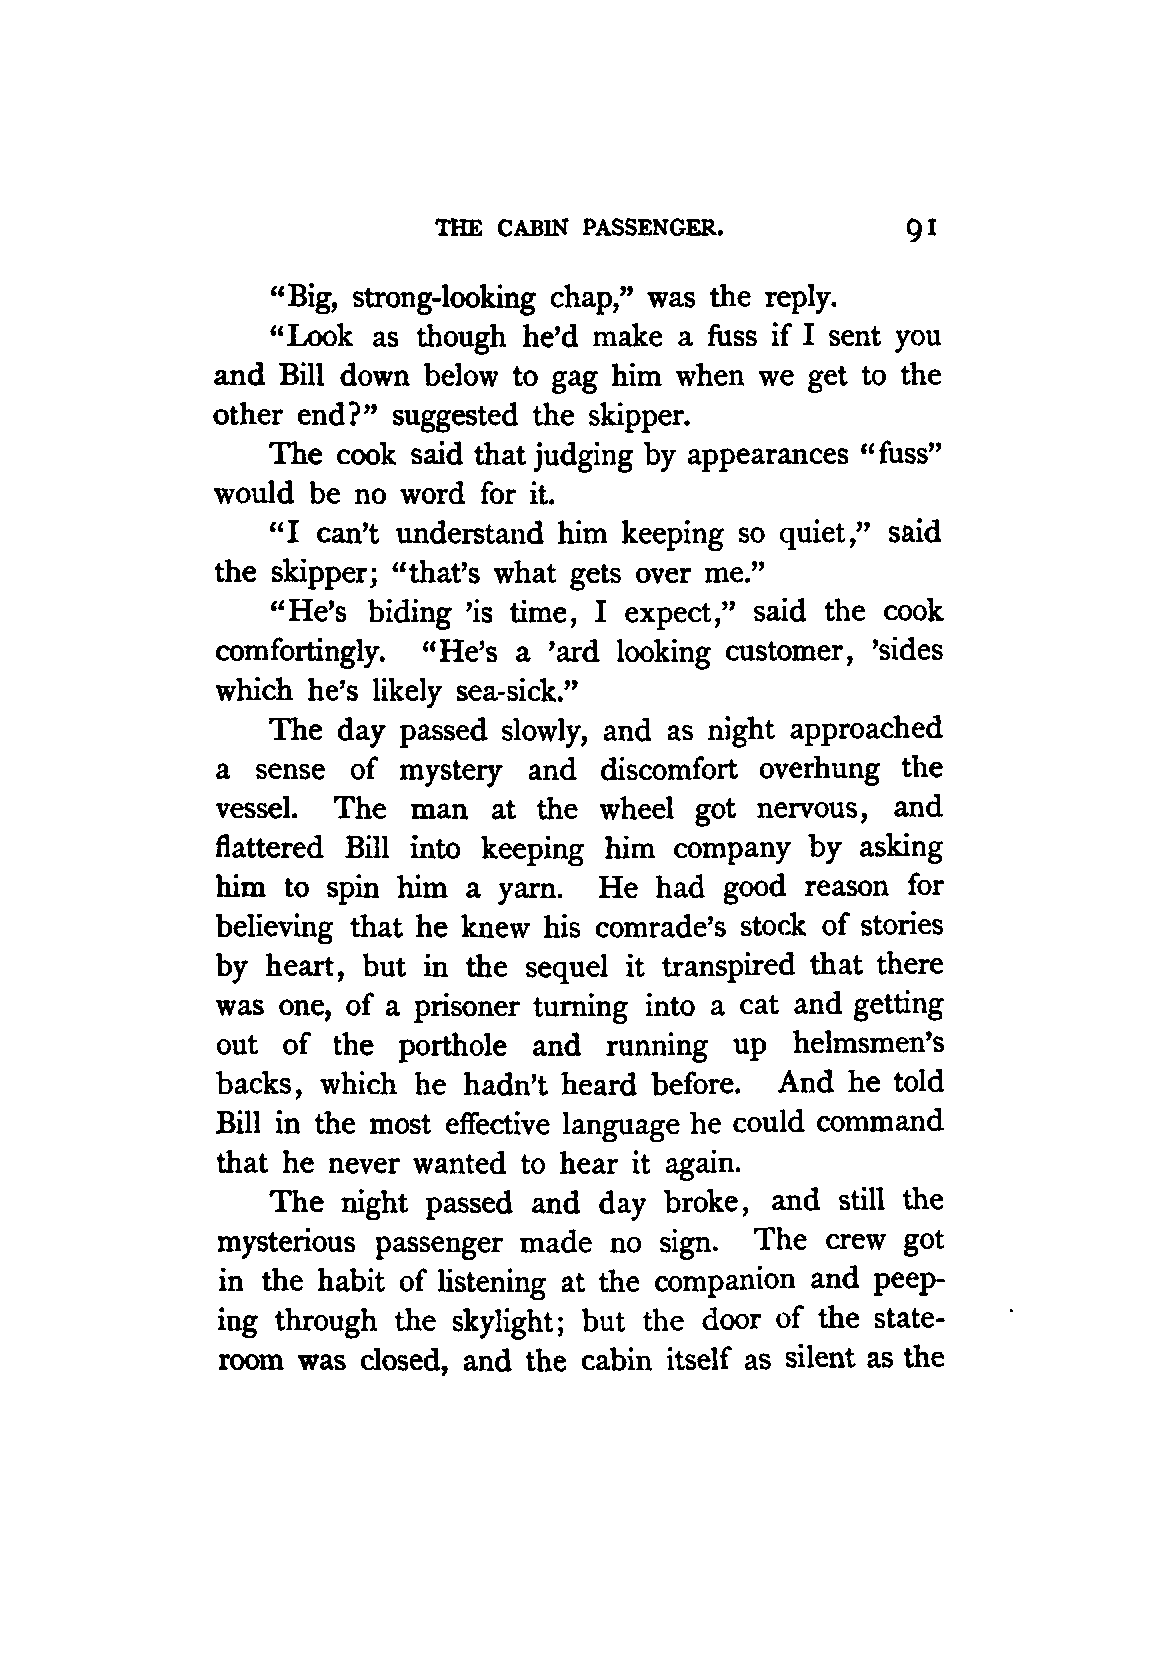 THE CABIN PASSENGER. 91
“Big, strong-looking chap,” was the reply.
“Look as though he’d make a fuss if I sent you
and Bill down below to gag him when we get to the
other end?” suggested the skipper.
The cook said that judging by appearances “fuss”
would be no word for it.
“I can’t understand him keeping so quiet,” said
the skipper; “that’s what gets over me.”
“He’s biding ’is time, I expect,” said the cook
comfortingly. “He’s a ’ard looking customer, ’sides
which he’s likely sea-sick.”
The day passed slowly, and as night approached
a sense of mystery and discomfort overhung the
vessel. The man at the wheel got nervous, and
flattered Bill into keeping him company by asking
him to spin him a yarn. He had good reason for
believing that he knew his comrade’s stock of stories
by heart, but in the sequel it transpired that there
was one, of a prisoner turning into a cat and getting
out of the porthole and running up helmsmen’s
backs, which he hadn’t heard before. And he told
Bill in the most effective language he could command
that he never wanted to hear it again.
The night passed and day broke, and still the
mysterious passenger made no sign. The crew got
in the habit of listening at the companion and peep-
ing through the skylight; but the door of the state-
room was closed, and the cabin itself as silent as the